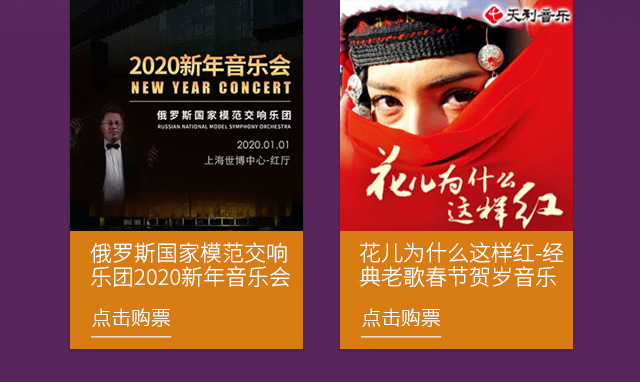 2020新年音乐会
NEW YEAR CONCERT
俄罗斯国家模范交响乐团
RUSSIAN NATIONAL MODEL SYMPHONY ORCHESTRA
2020.01.01
上海世博中心-红厅
俄罗斯国家模范交响
乐团2020新年音乐会
点击购票
天利音乐
花儿为什么
这样红
花儿为什么这样红-经
典老歌春节贺岁音乐
点击购票